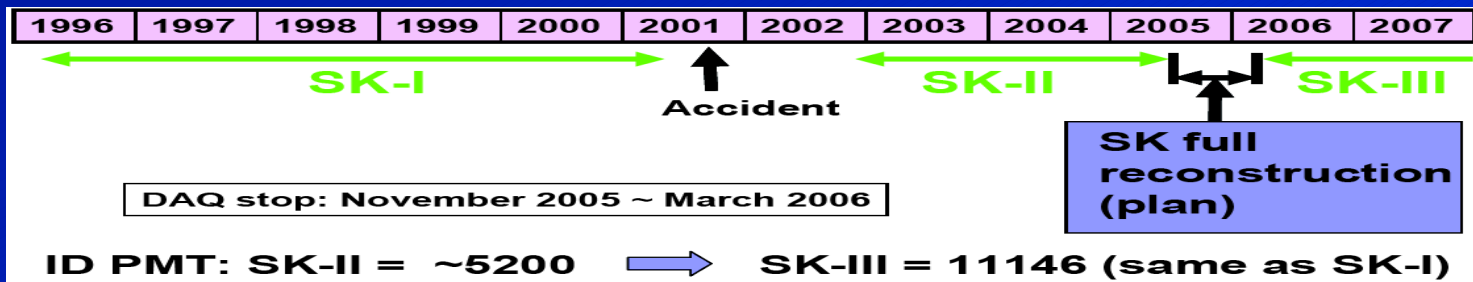 1996 1997 1998 1999 2000 2001 2002 2003 2004 2005 2006 2007
SK-I
SK-II
SK-III
Accident
SK full
reconstruction
(plan)
DAQ stop: November 2005 ~ March 2006
ID PMT: SK-II = ~5200 SK-III = 11146 (same as SK-I)